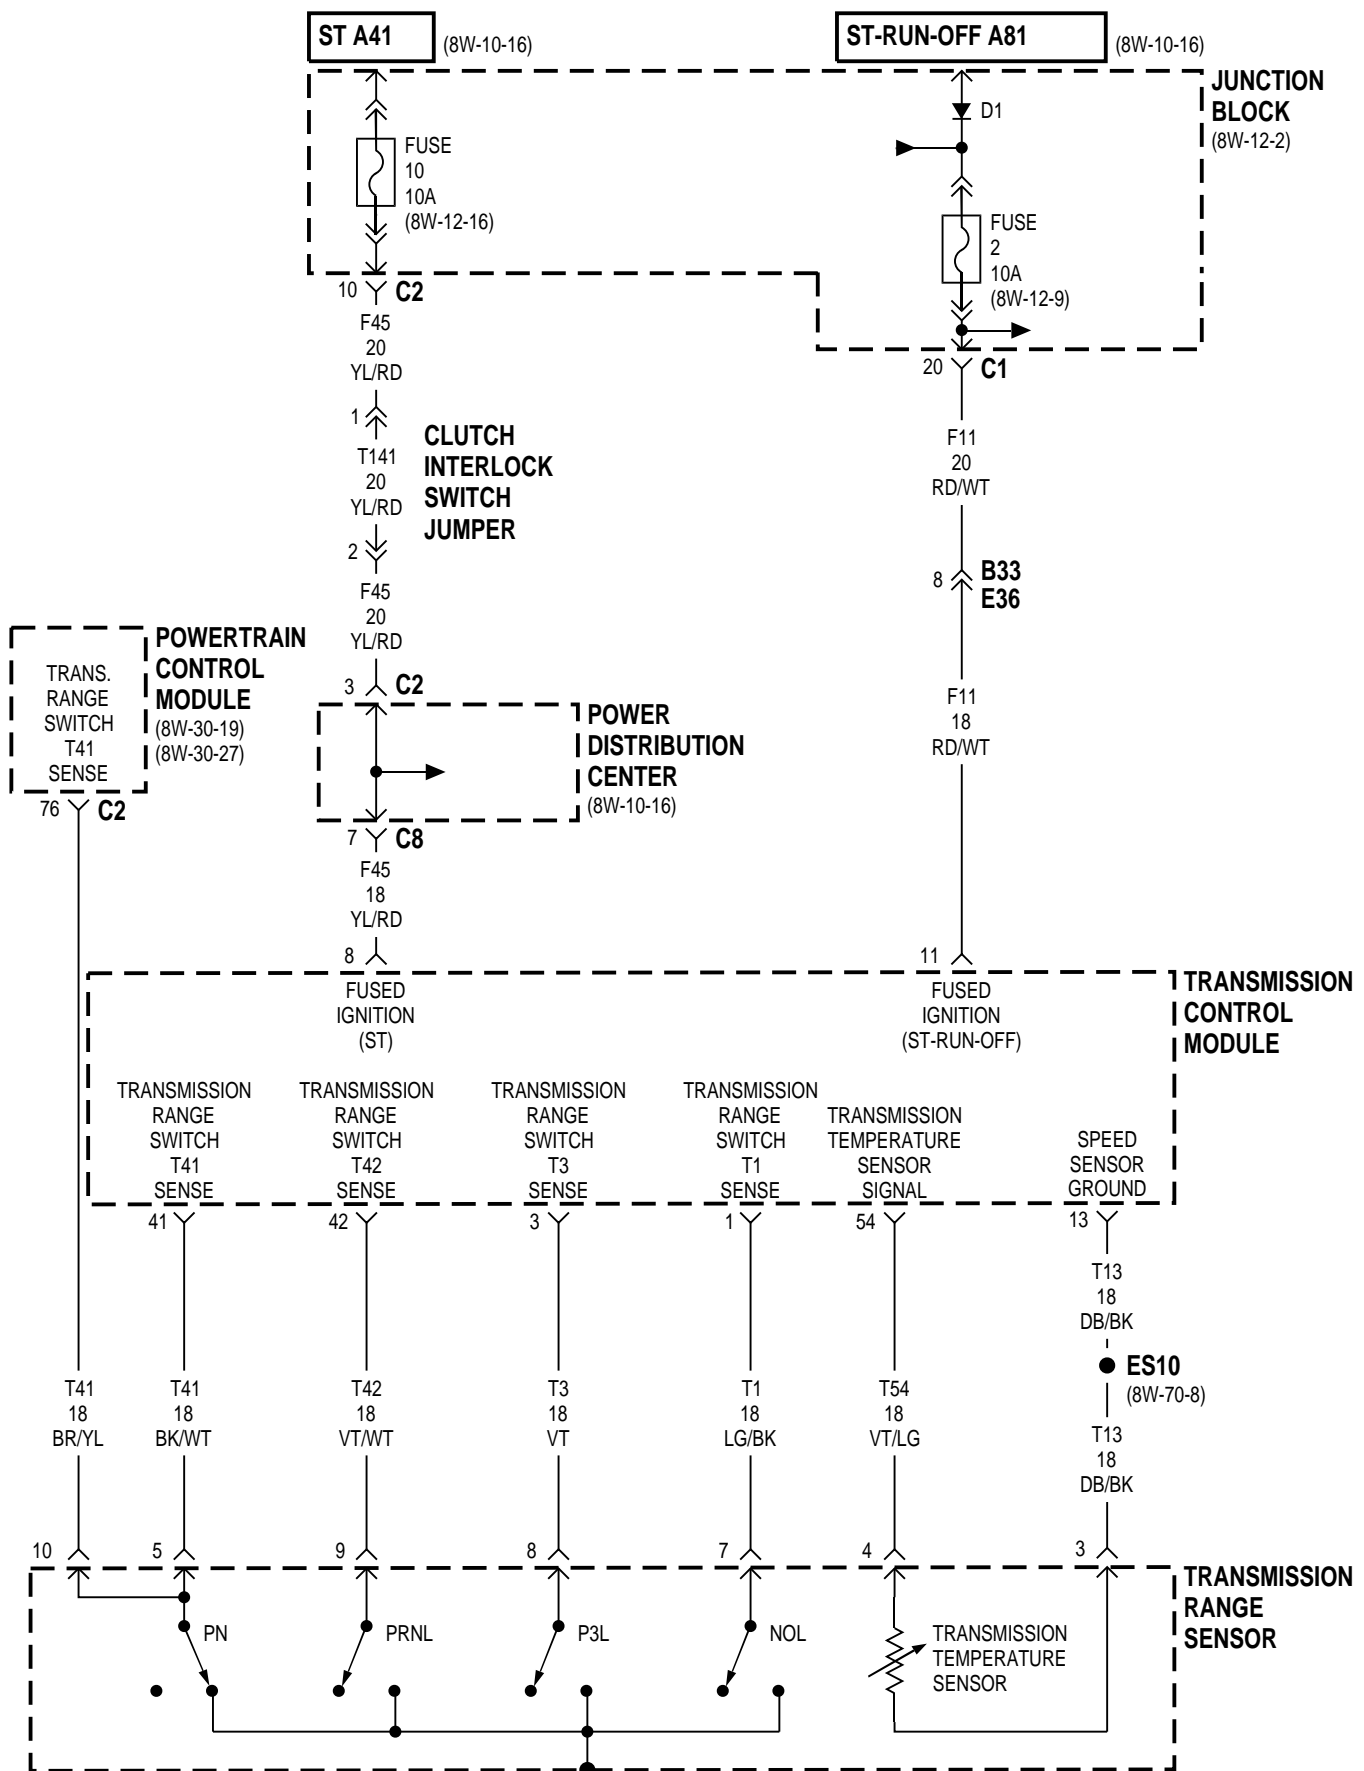 ST A41
(8W-10-16)
ST-RUN-OFF A81
(8W-10-16)
JUNCTION
BLOCK
(8W-12-2)
D1
FUSE
10
10A
(8W-12-16)
FUSE
2
10A
(8W-12-9)
10
C2
F45
20
YL/RD
20
C1
1
T141
20
YL/RD
CLUTCH
INTERLOCK
SWITCH
JUMPER
F11
20
RD/WT
2
F45
20
YL/RD
8
B33
E36
POWERTRAIN
CONTROL
MODULE
(8W-30-19)
(8W-30-27)
TRANS.
RANGE
SWITCH
T41
SENSE
76
C2
3
C2
POWER
DISTRIBUTION
CENTER
(8W-10-16)
F11
18
RD/WT
7
C8
F45
18
YL/RD
8
11
TRANSMISSION
CONTROL
MODULE
FUSED
IGNITION
(ST)
FUSED
IGNITION
(ST-RUN-OFF)
TRANSMISSION
RANGE
SWITCH
T41
SENSE
TRANSMISSION
RANGE
SWITCH
T42
SENSE
TRANSMISSION
RANGE
SWITCH
T3
SENSE
TRANSMISSION
RANGE
SWITCH
T1
SENSE
TRANSMISSION
TEMPERATURE
SENSOR
SIGNAL
SPEED
SENSOR
GROUND
41
42
3
1
54
13
T13
18
DB/BK
ES10
(8W-70-8)
T41
18
BR/YL
T41
18
BK/WT
T42
18
VT/WT
T3
18
VT
T1
18
LG/BK
T54
18
VT/LG
T13
18
DB/BK
10
5
9
8
7
4
3
TRANSMISSION
RANGE
SENSOR
PN
PRNL
P3L
NOL
TRANSMISSION
TEMPERATURE
SENSOR